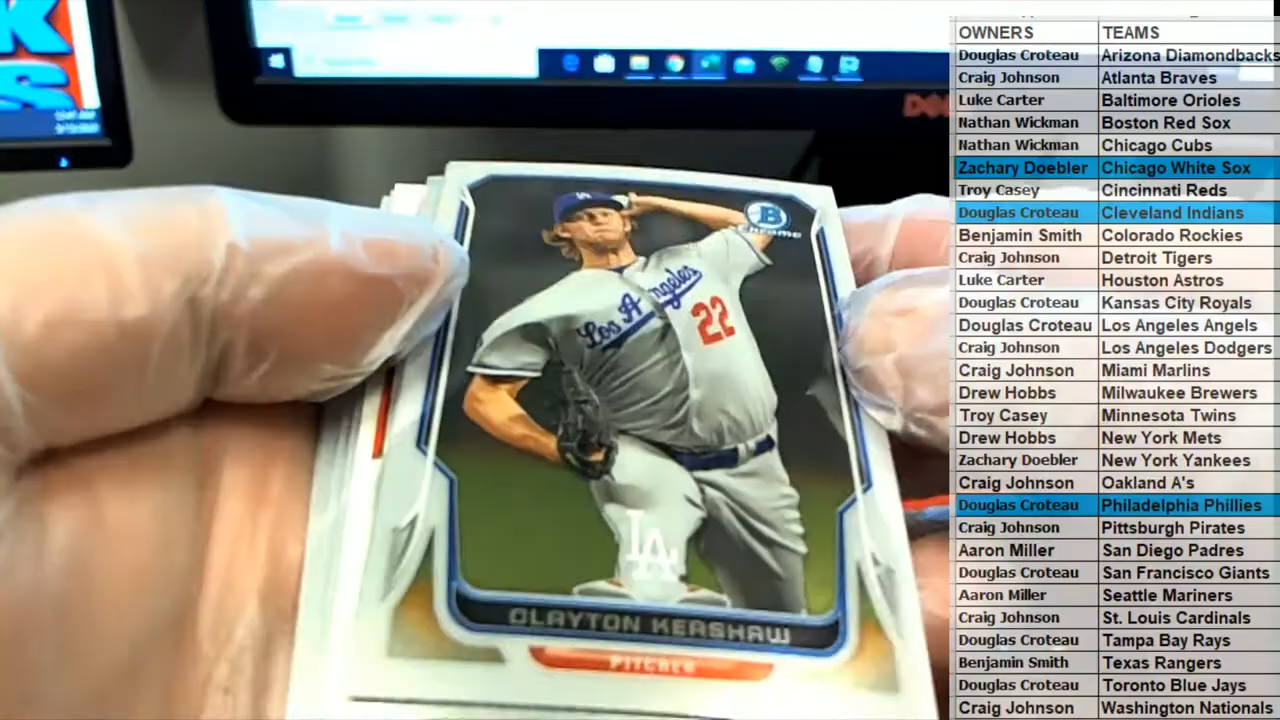 K
S
B
Chrome
LA
Los Angeles
22
LA
CLAYTON KERSHAW
PITCHER
OWNERS TEAMS
Douglas Croteau Arizona Diamondbacks
Craig Johnson Atlanta Braves
Luke Carter Baltimore Orioles
Nathan Wickman Boston Red Sox
Nathan Wickman Chicago Cubs
Zachary Doebler Chicago White Sox
Troy Casey Cincinnati Reds
Douglas Croteau Cleveland Indians
Benjamin Smith Colorado Rockies
Craig Johnson Detroit Tigers
Luke Carter Houston Astros
Douglas Croteau Kansas City Royals
Douglas Croteau Los Angeles Angels
Craig Johnson Los Angeles Dodgers
Craig Johnson Miami Marlins
Drew Hobbs Milwaukee Brewers
Troy Casey Minnesota Twins
Drew Hobbs New York Mets
Zachary Doebler New York Yankees
Craig Johnson Oakland A's
Douglas Croteau Philadelphia Phillies
Craig Johnson Pittsburgh Pirates
Aaron Miller San Diego Padres
Douglas Croteau San Francisco Giants
Aaron Miller Seattle Mariners
Craig Johnson St. Louis Cardinals
Douglas Croteau Tampa Bay Rays
Benjamin Smith Texas Rangers
Douglas Croteau Toronto Blue Jays
Craig Johnson Washington Nationals